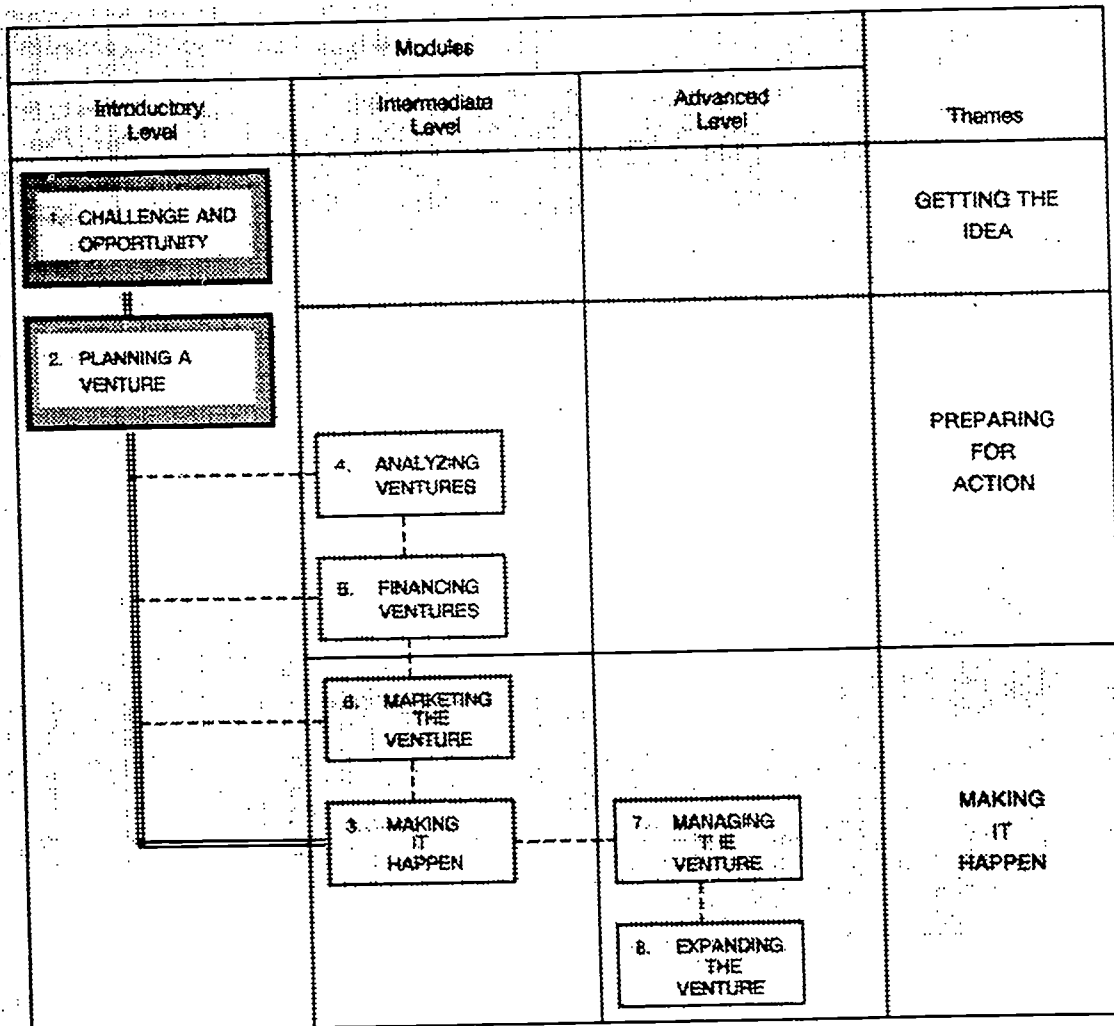 Modules
Introductory
Level
Intermediate
Level
Advanced
Level
Themes
1. CHALLENGE AND
OPPORTUNITY
GETTING THE
IDEA
2. PLANNING A
VENTURE
4. ANALYZING
VENTURES
PREPARING
FOR
ACTION
5. FINANCING
VENTURES
6. MARKETING
THE
VENTURE
3. MAKING
IT
HAPPEN
7. MANAGING
THE
VENTURE
MAKING
IT
HAPPEN
8. EXPANDING
THE
VENTURE